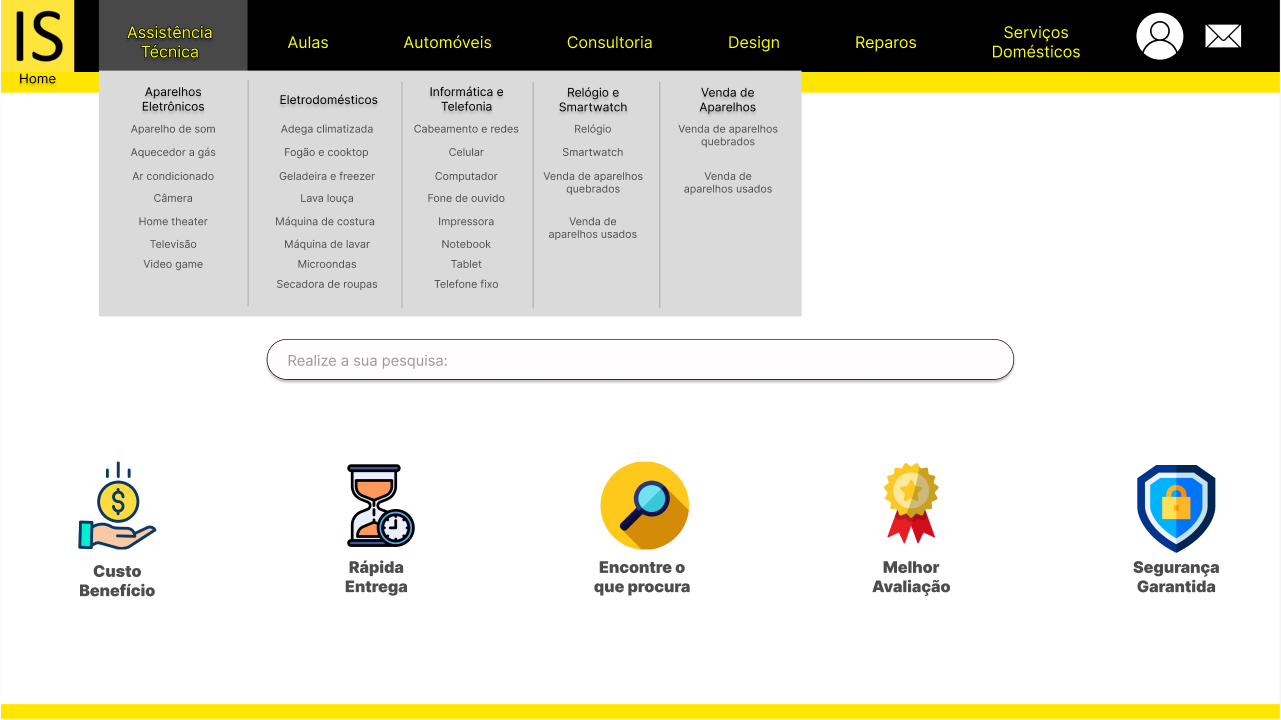 IS
Home
Assistência
Técnica
Aulas
Automóveis
Consultoria
Design
Reparos
Serviços
Domésticos
Aparelhos
Eletrônicos
Aparelho de som
Aquecedor a gás
Ar condicionado
Câmera
Home theater
Televisão
Video game
Eletrodomésticos
Adega climatizada
Fogão e cooktop
Geladeira e freezer
Lava louça
Máquina de costura
Máquina de lavar
Microondas
Secadora de roupas
Informática e
Telefonia
Cabeamento e redes
Celular
Computador
Fone de ouvido
Impressora
Notebook
Tablet
Telefone fixo
Relógio e
Smartwatch
Relógio
Smartwatch
Venda de aparelhos
quebrados
Venda de
aparelhos usados
Venda de
Aparelhos
Venda de aparelhos
quebrados
Venda de
aparelhos usados
Realize a sua pesquisa:
$
Custo
Benefício
Rápida
Entrega
Encontre o
que procura
Melhor
Avaliação
Segurança
Garantida